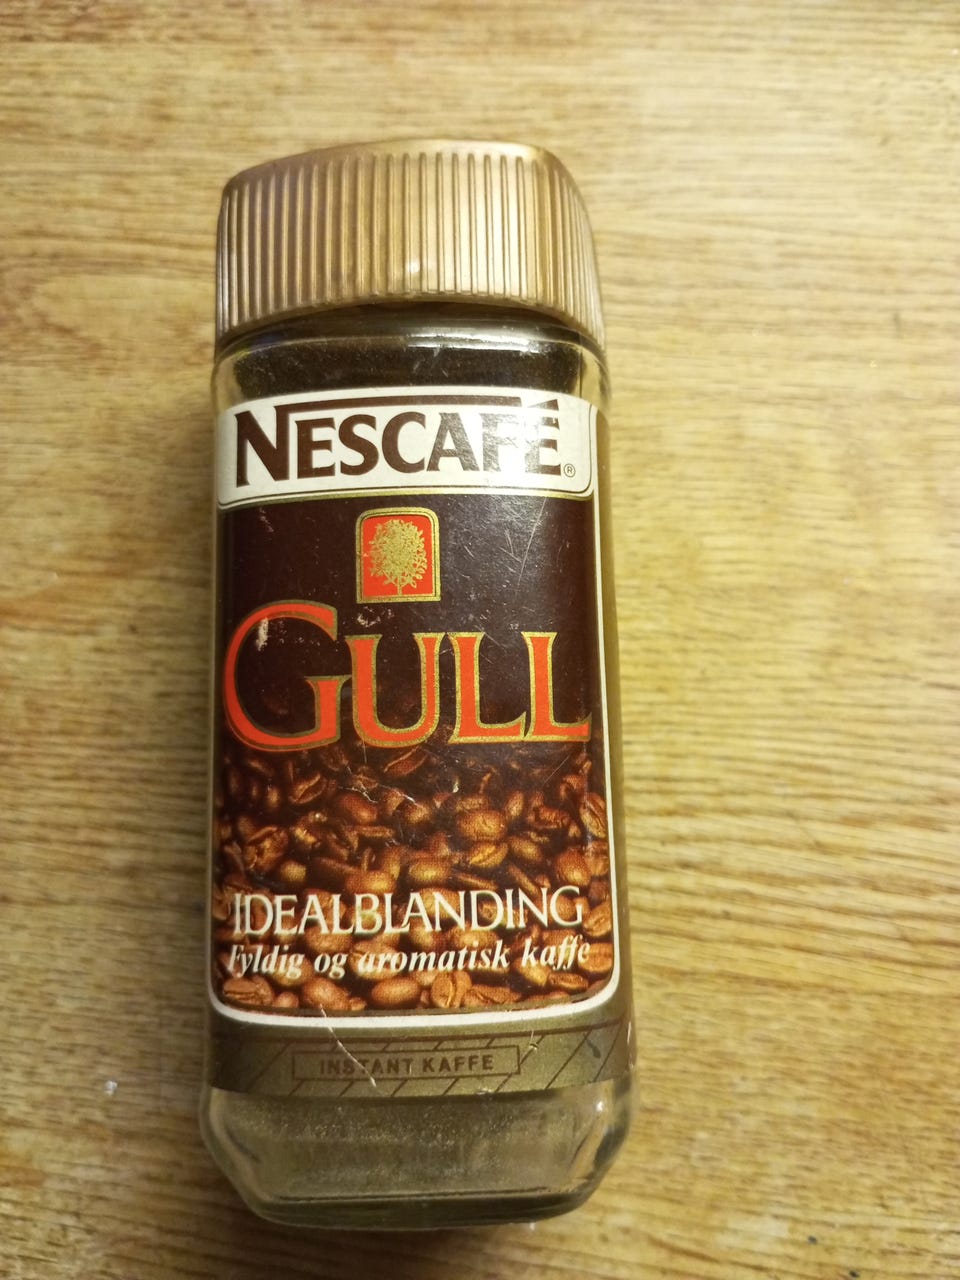 NESCAFÉ®
GULL
IDEALBLANDING
Fyldig og aromatisk kaffe
INSTANT KAFFE